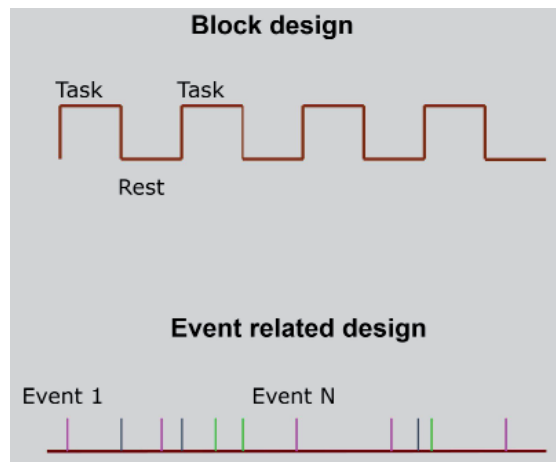 Block design
Task Task
Rest
Event related design
Event 1 Event N